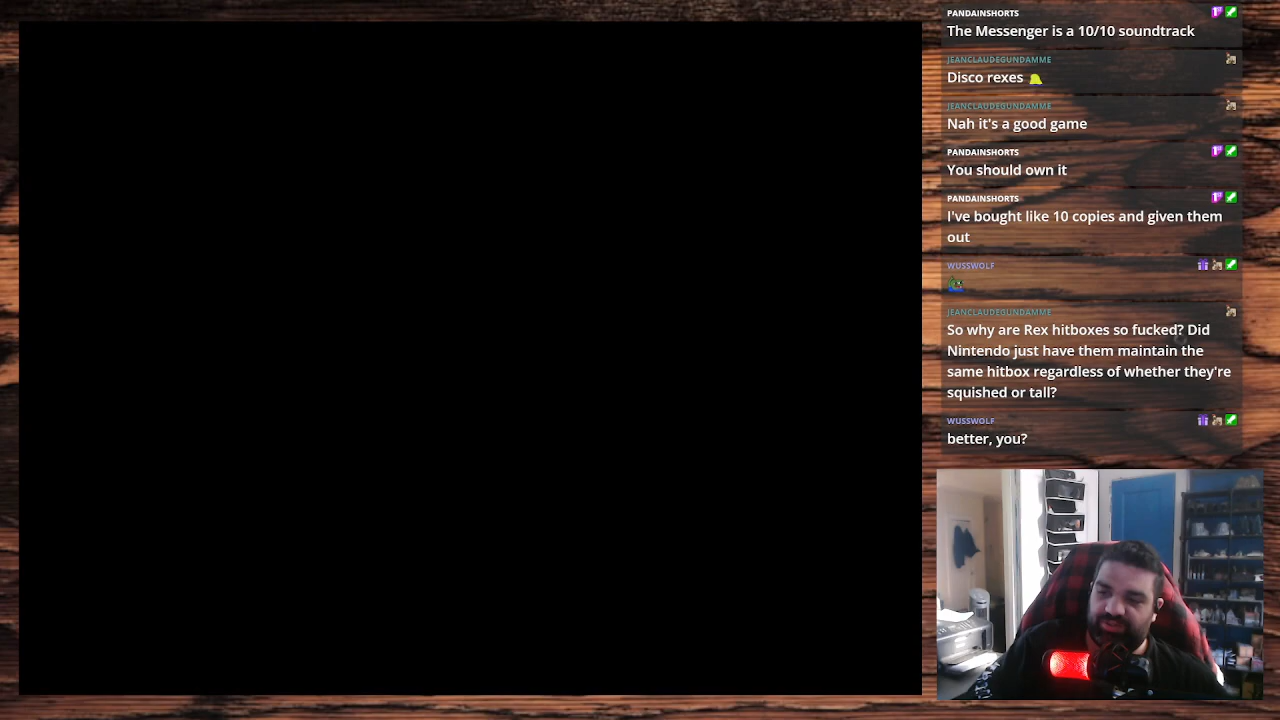 PANDAINSHORTS
The Messenger is a 10/10 soundtrack
JEANCLAUDEGUNDAMME
Disco rexes
JEANCLAUDEGUNDAMME
Nah it's a good game
PANDAINSHORTS
You should own it
PANDAINSHORTS
I've bought like 10 copies and given them
out
WUSSWOLF
JEANCLAUDEGUNDAMME
So why are Rex hitboxes so fucked? Did
Nintendo just have them maintain the
same hitbox regardless of whether they're
squished or tall?
WUSSWOLF
better, you?